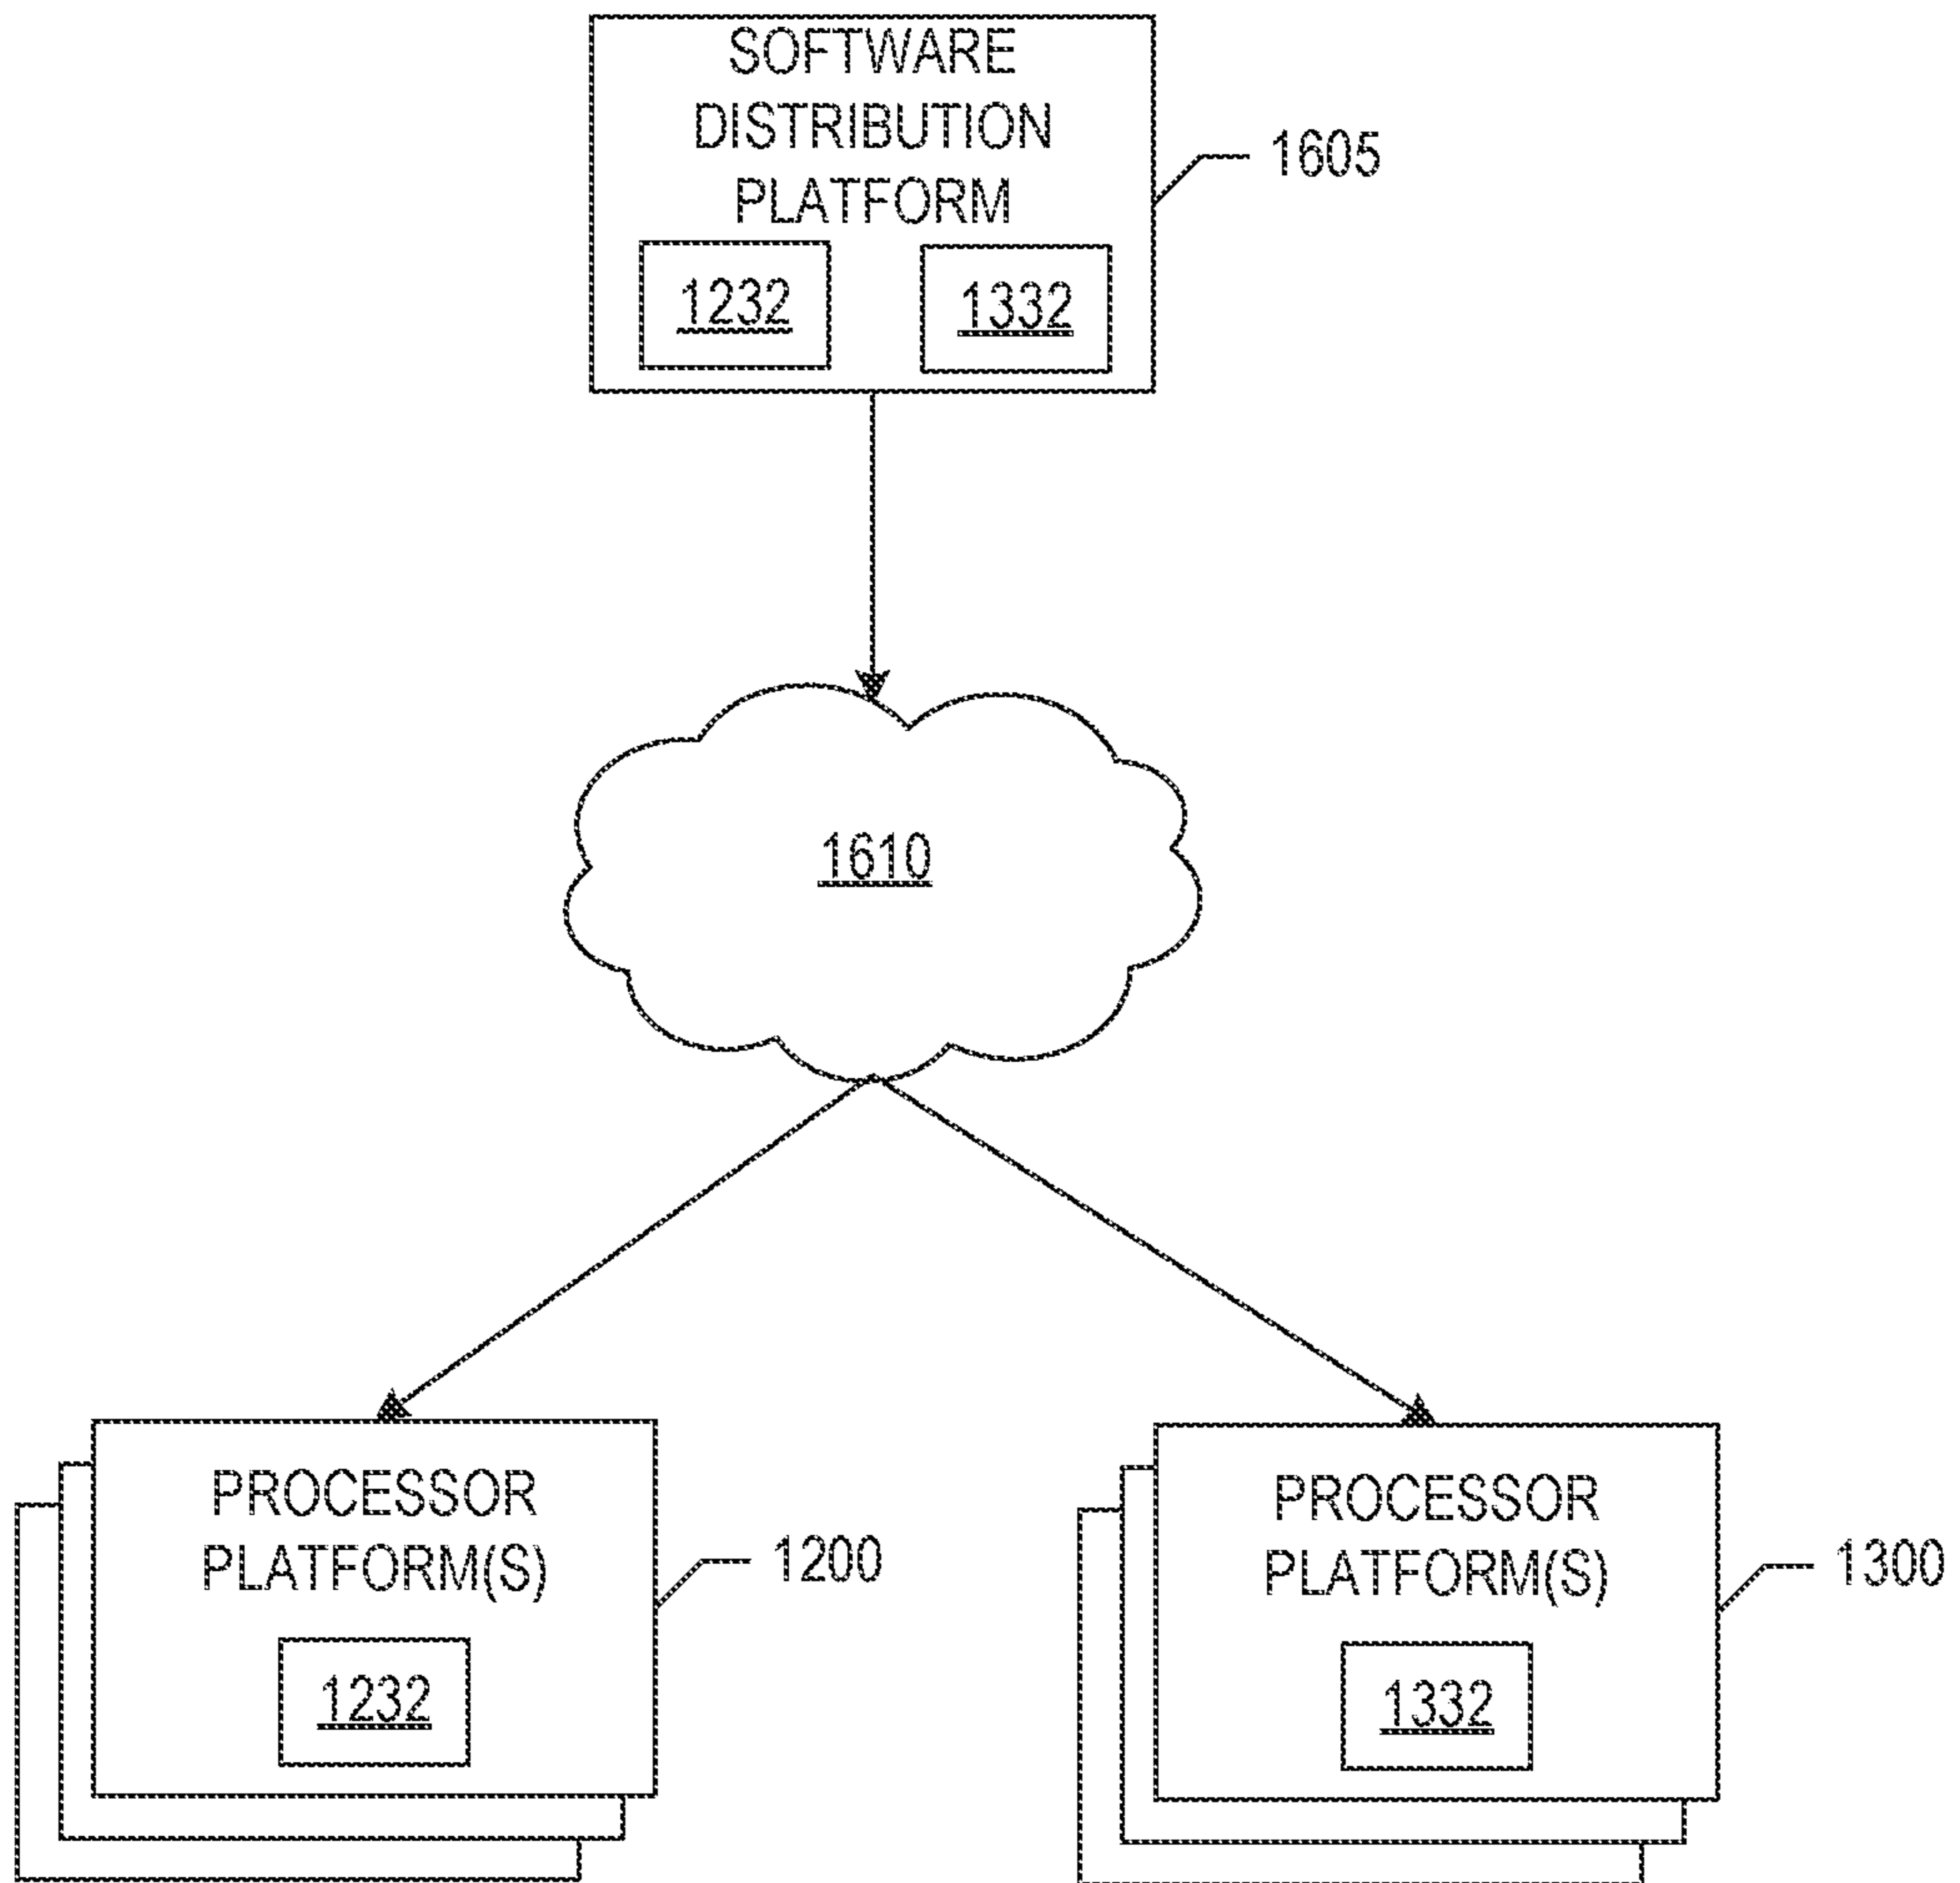 SOFTWARE
DISTRIBUTION
PLATFORM
1605
1232 1332
1610
PROCESSOR
PLATFORM(S)
1200
1232
PROCESSOR
PLATFORM(S)
1300
1332